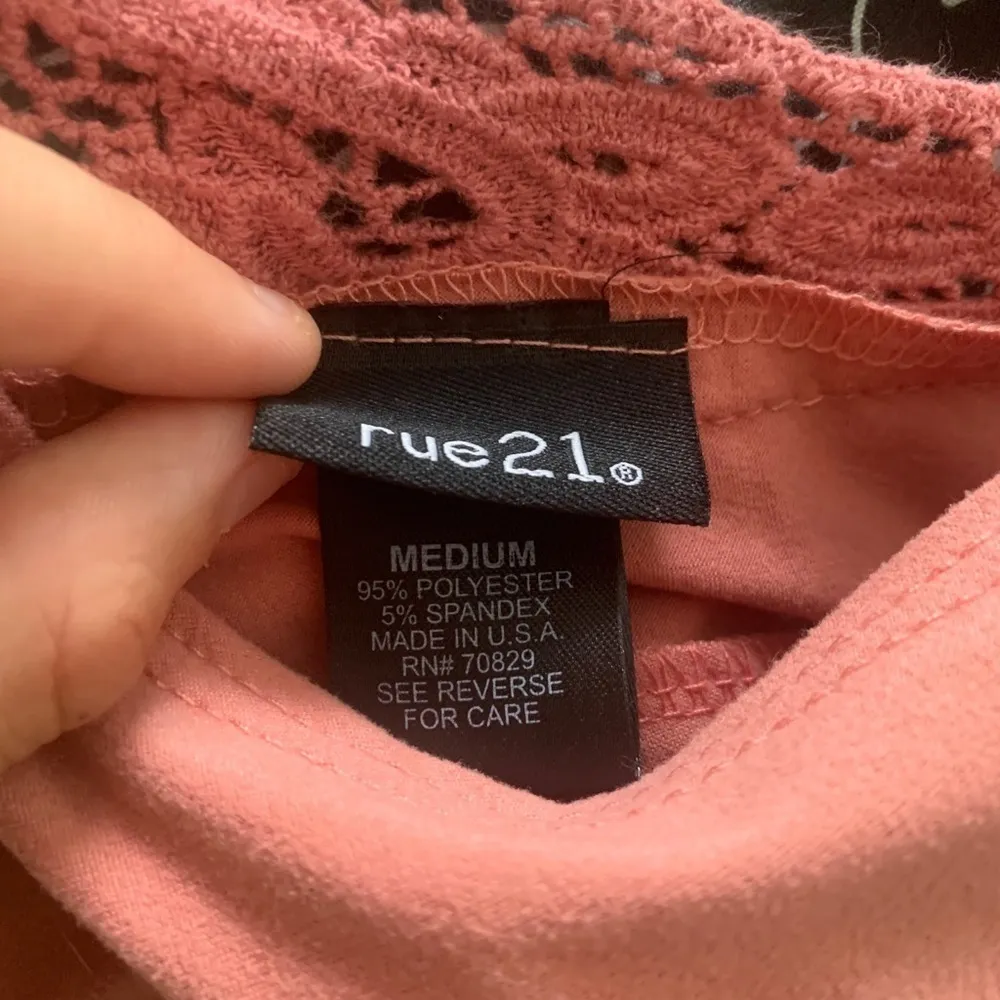 rue21®
MEDIUM
95% POLYESTER
5% SPANDEX
MADE IN U.S.A.
RN# 70829
SEE REVERSE
FOR CARE